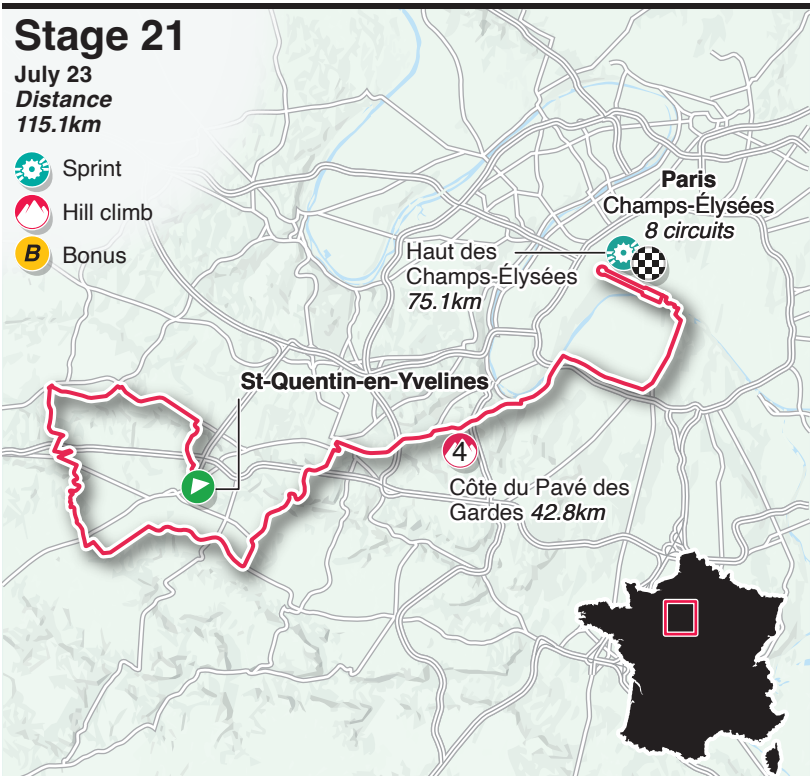 Stage 21
July 23
Distance
115.1km
Sprint
Hill climb
B Bonus
Paris
Champs-Élysées
8 circuits
Haut des
Champs-Élysées
75.1km
St-Quentin-en-Yvelines
4
Côte du Pavé des
Gardes 42.8km